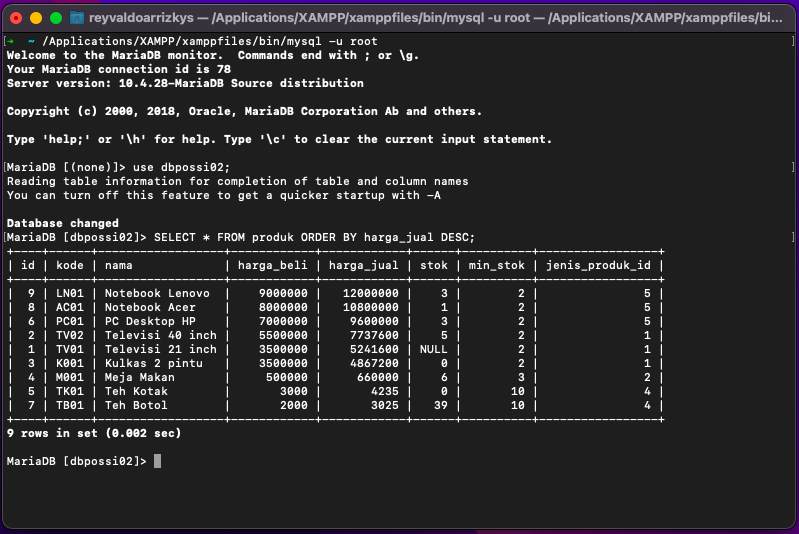 reyvaldoarrizkys — /Applications/XAMPP/xamppfiles/bin/mysql -u root — /Applications/XAMPP/xamppfiles/bi...
[➜  ~ /Applications/XAMPP/xamppfiles/bin/mysql -u root ]
Welcome to the MariaDB monitor.  Commands end with ; or \g.
Your MariaDB connection id is 78
Server version: 10.4.28-MariaDB Source distribution

Copyright (c) 2000, 2018, Oracle, MariaDB Corporation Ab and others.

Type 'help;' or '\h' for help. Type '\c' to clear the current input statement.

[MariaDB [(none)]> use dbpossi02; ]
Reading table information for completion of table and column names
You can turn off this feature to get a quicker startup with -A

Database changed
[MariaDB [dbpossi02]> SELECT * FROM produk ORDER BY harga_jual DESC; ]
+----+------+------------------+------------+------------+------+----------+-----------------+
| id | kode | nama             | harga_beli | harga_jual | stok | min_stok | jenis_produk_id |
+----+------+------------------+------------+------------+------+----------+-----------------+
|  9 | LN01 | Notebook Lenovo  |    9000000 |   12000000 |    3 |        2 |               5 |
|  8 | AC01 | Notebook Acer    |    8000000 |   10800000 |    1 |        2 |               5 |
|  6 | PC01 | PC Desktop HP    |    7000000 |    9600000 |    3 |        2 |               5 |
|  2 | TV02 | Televisi 40 inch |    5500000 |    7737600 |    5 |        2 |               1 |
|  1 | TV01 | Televisi 21 inch |    3500000 |    5241600 | NULL |        2 |               1 |
|  3 | K001 | Kulkas 2 pintu   |    3500000 |    4867200 |    0 |        2 |               1 |
|  4 | M001 | Meja Makan       |     500000 |     660000 |    6 |        3 |               2 |
|  5 | TK01 | Teh Kotak        |       3000 |       4235 |    0 |       10 |               4 |
|  7 | TB01 | Teh Botol        |       2000 |       3025 |   39 |       10 |               4 |
+----+------+------------------+------------+------------+------+----------+-----------------+
9 rows in set (0.002 sec)

MariaDB [dbpossi02]>